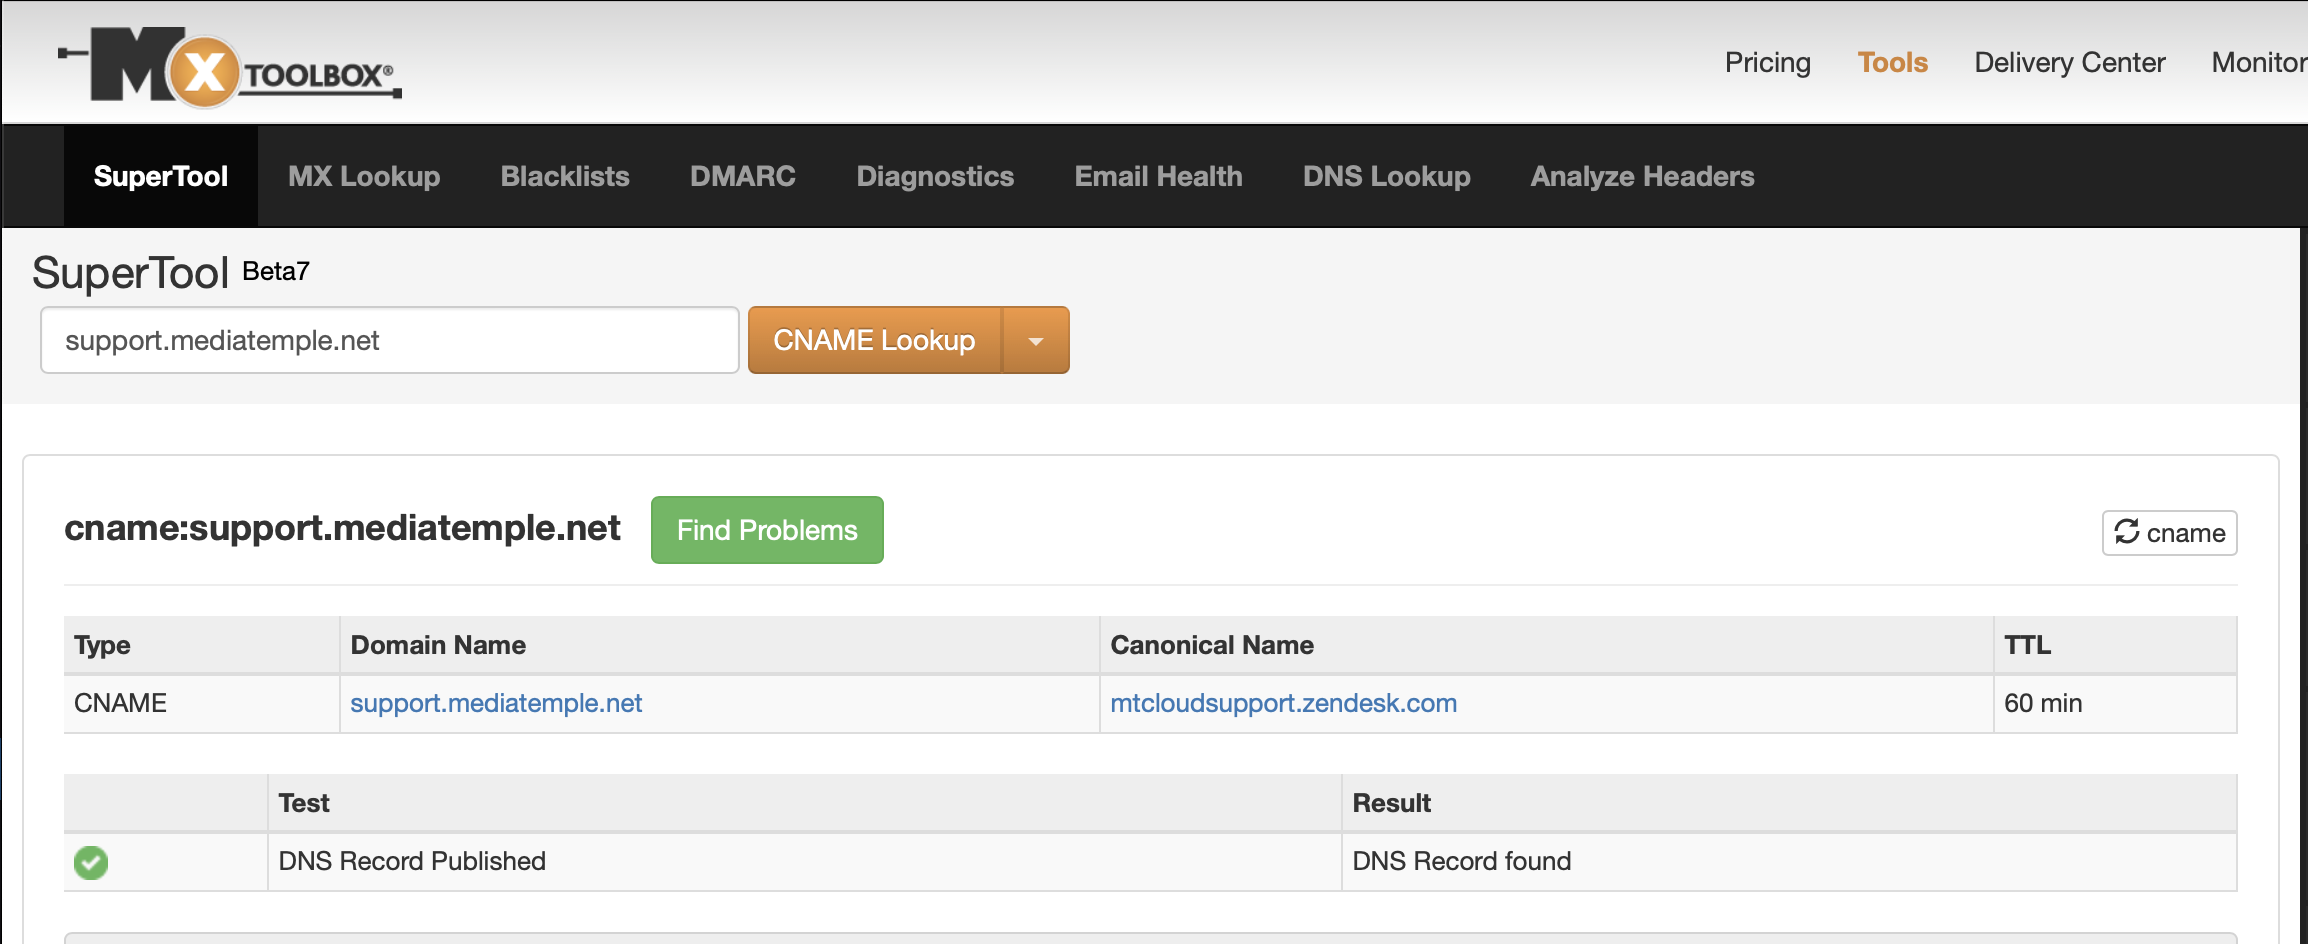 MX TOOLBOX®
Pricing Tools Delivery Center Monitor
SuperTool MX Lookup Blacklists DMARC Diagnostics Email Health DNS Lookup Analyze Headers
SuperTool Beta7
support.mediatemple.net CNAME Lookup
cname:support.mediatemple.net Find Problems cname
Type Domain Name Canonical Name TTL
CNAME support.mediatemple.net mtcloudsupport.zendesk.com 60 min
Test Result
DNS Record Published DNS Record found